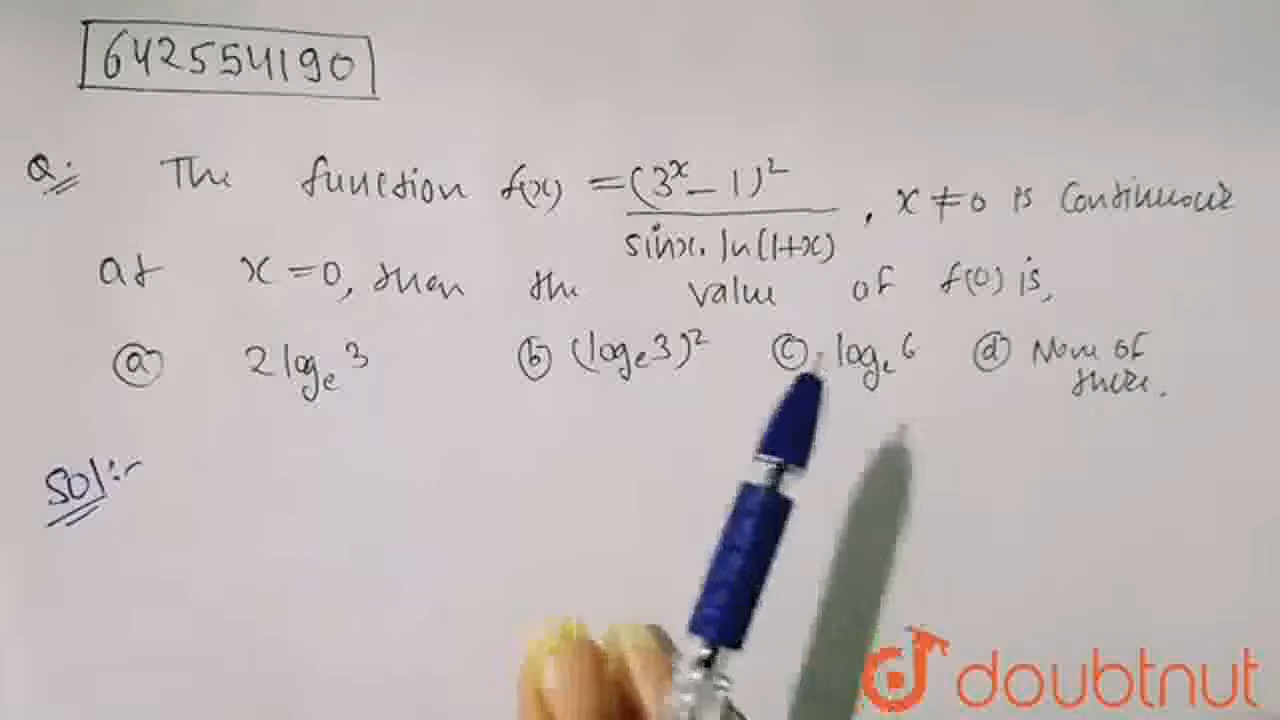 642554190
Q: The function f(x) = (3^x - 1)^2 / sinx. ln(1+x) , x ≠ 0 is continuous
at x = 0, then the value of f(0) is,
(a) 2 log_e 3 (b) (log_e 3)^2 (c) log_e 6 (d) None of
these.
Sol:-
doubtnut